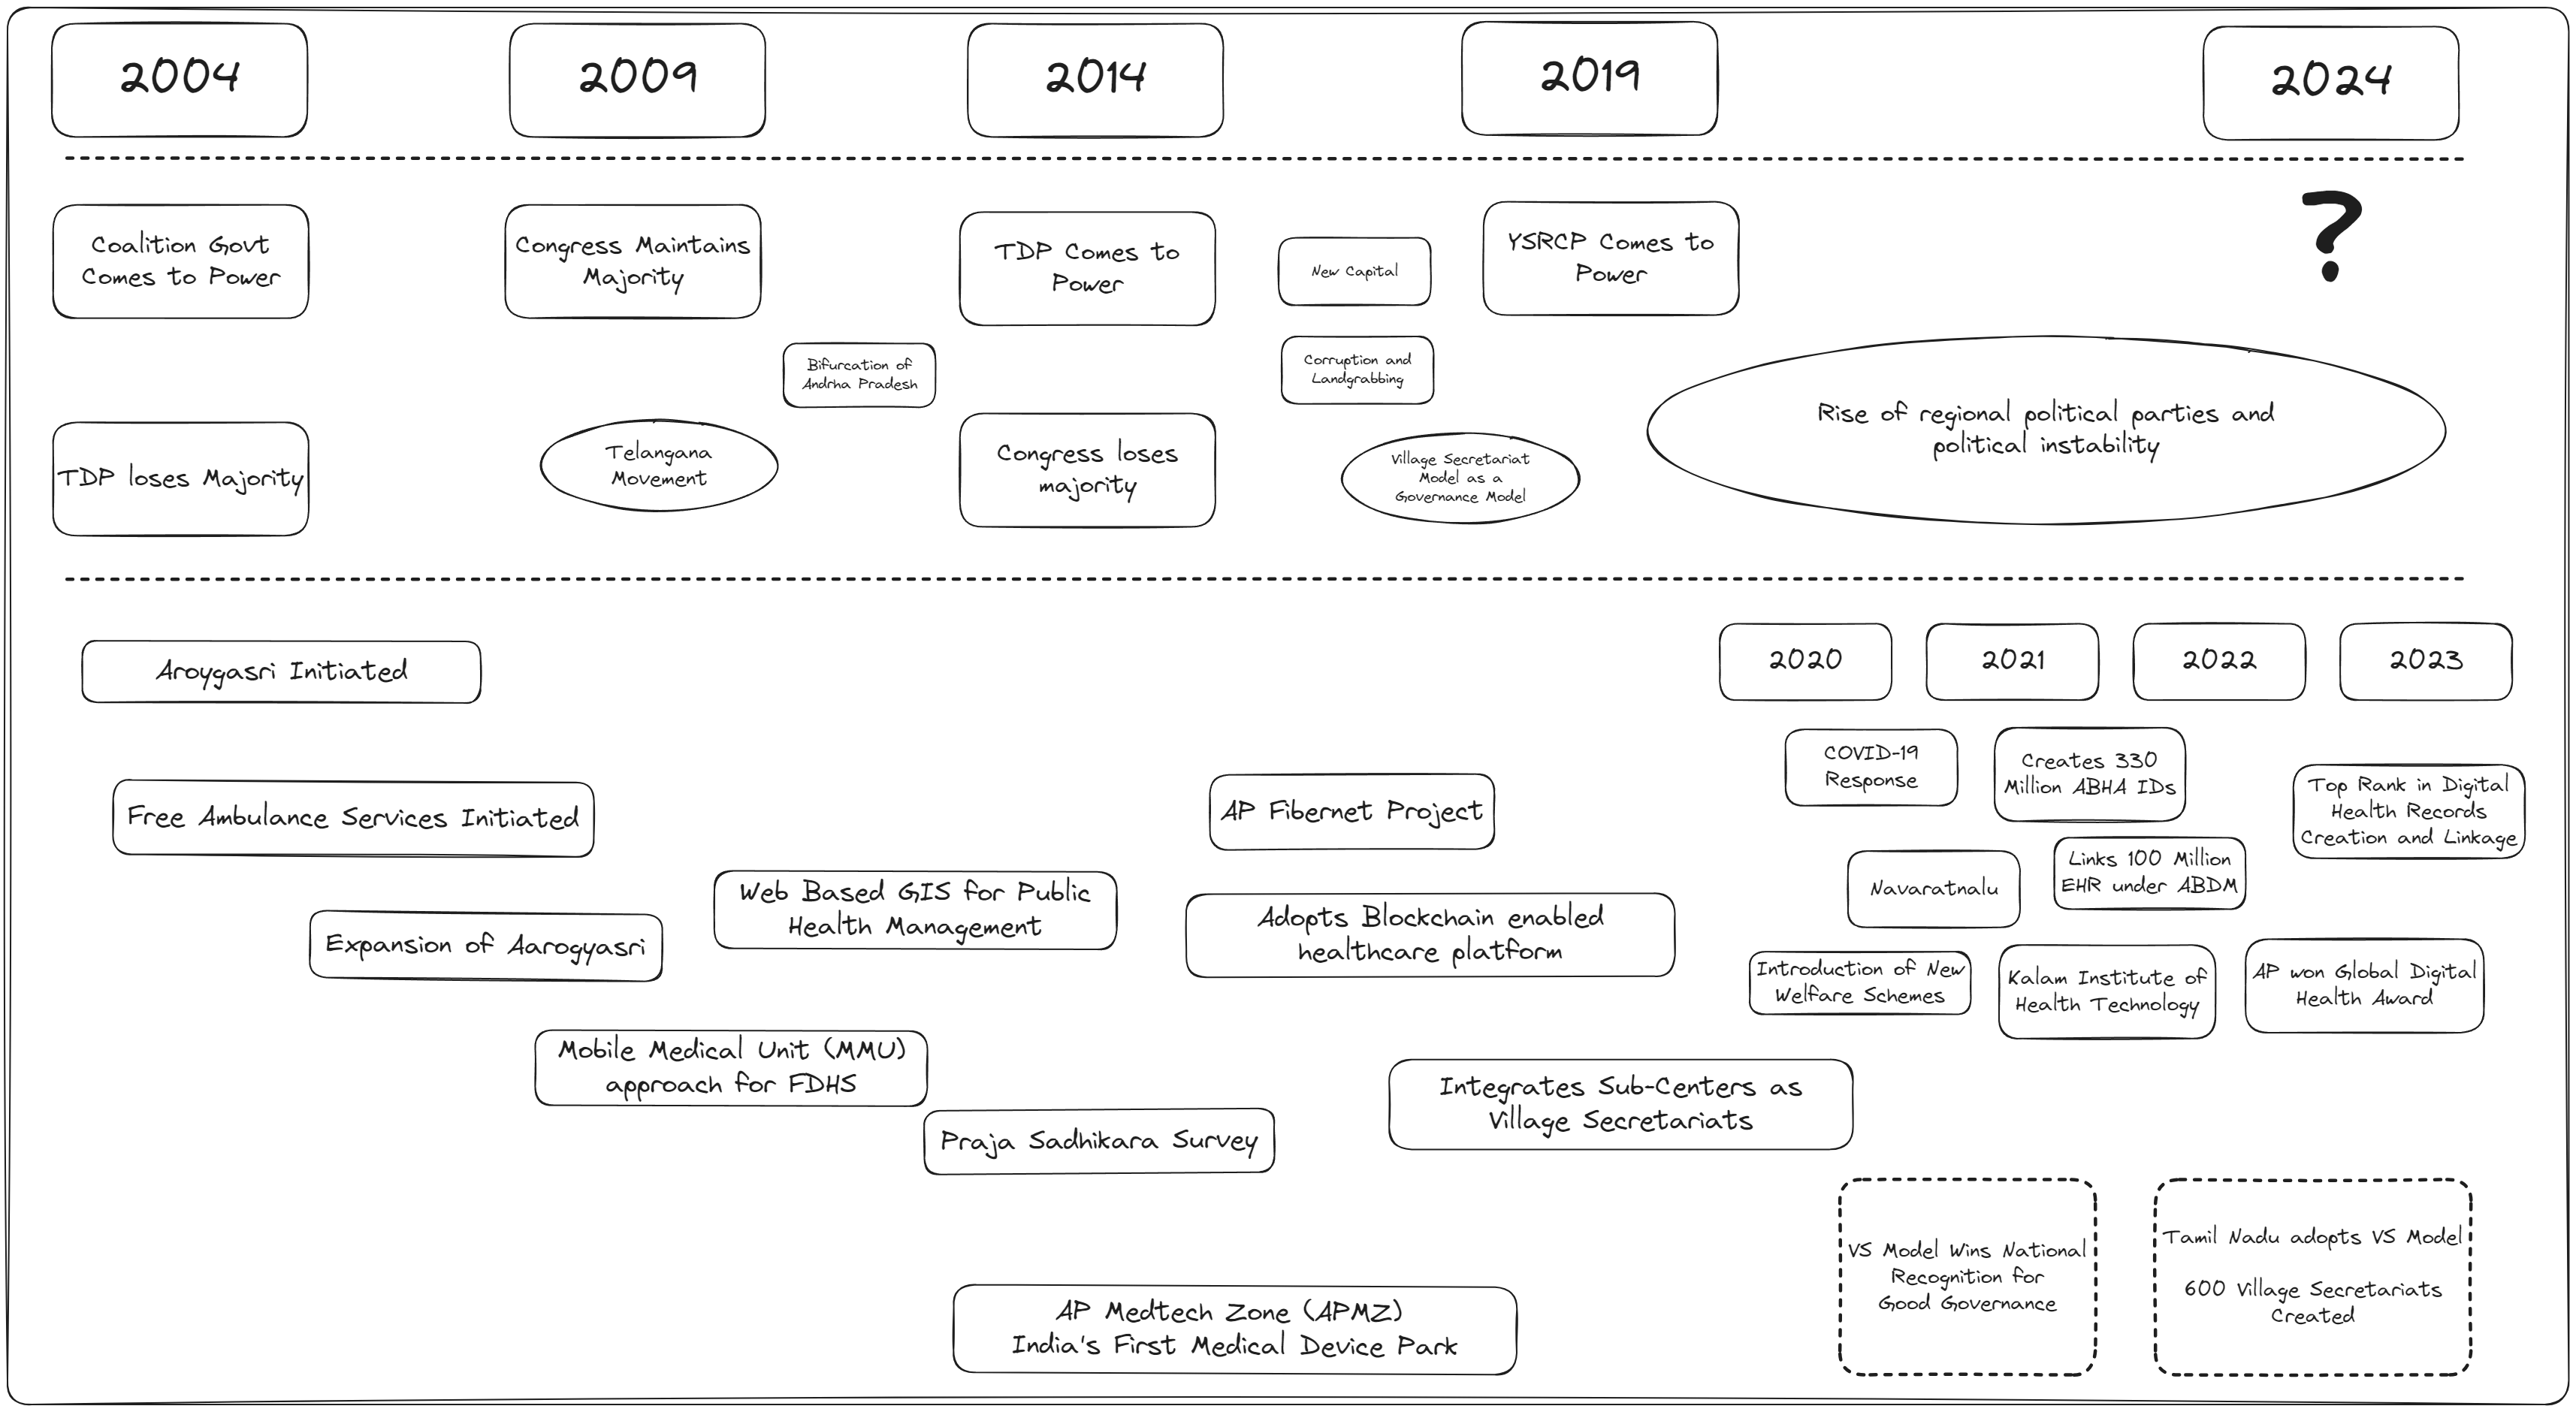 2004
2009
2014
2019
2024
Coalition Govt
Comes to Power
Congress Maintains
Majority
TDP Comes to
Power
New Capital
YSRCP Comes to
Power
?
Bifurcation of
Andrha Pradesh
Corruption and
Landgrabbing
TDP loses Majority
Telangana
Movement
Congress loses
majority
Village Secretariat
Model as a
Governance Model
Rise of regional political parties and
political instability
Aroygasri Initiated
Free Ambulance Services Initiated
Expansion of Aarogyasri
Web Based GIS for Public
Health Management
Mobile Medical Unit (MMU)
approach for FDHS
Praja Sadhikara Survey
AP Fibernet Project
Adopts Blockchain enabled
healthcare platform
Integrates Sub-Centers as
Village Secretariats
AP Medtech Zone (APMZ)
India's First Medical Device Park
2020
2021
2022
2023
COVID-19
Response
Creates 330
Million ABHA IDs
Top Rank in Digital
Health Records
Creation and Linkage
Navaratnalu
Links 100 Million
EHR under ABDM
Introduction of New
Welfare Schemes
Kalam Institute of
Health Technology
AP won Global Digital
Health Award
VS Model Wins National
Recognition for
Good Governance
Tamil Nadu adopts VS Model
600 Village Secretariats
Created